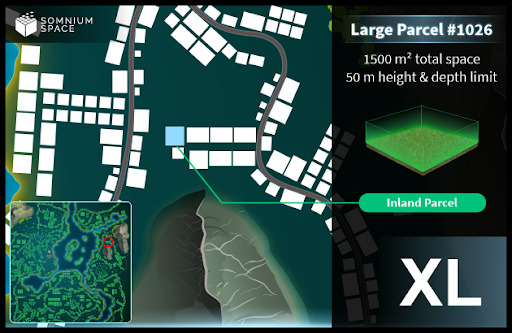 SOMNIUM
SPACE
Large Parcel #1026
1500 m² total space
50 m height & depth limit
Inland Parcel
XL